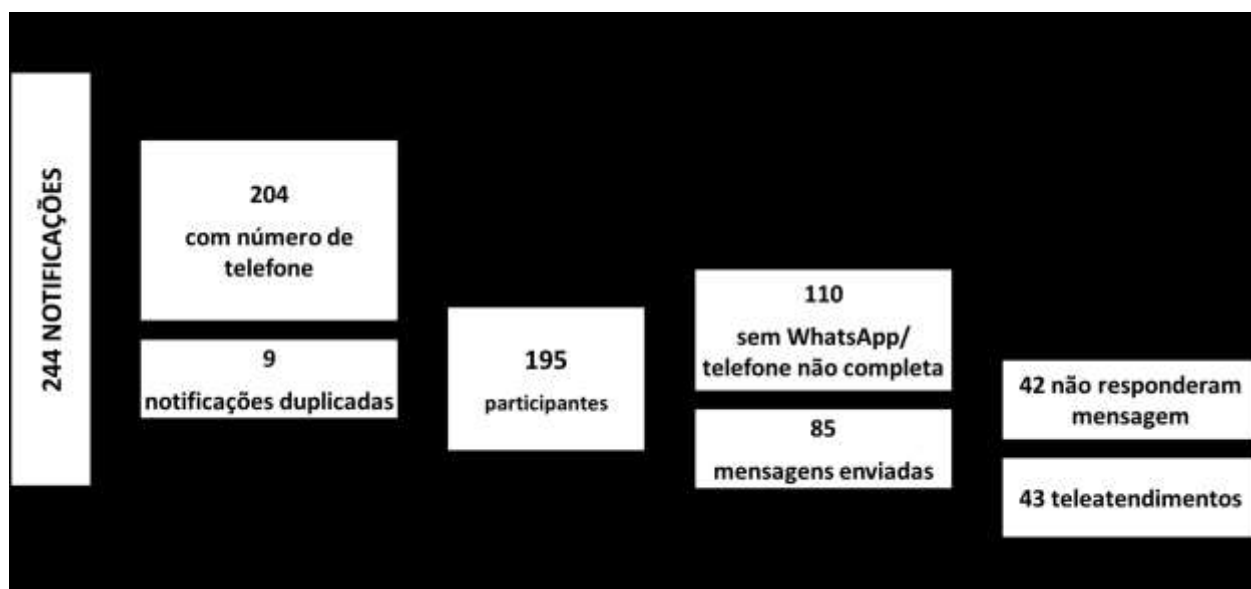 244 NOTIFICAÇÕES
204
com número de
telefone
9
notificações duplicadas
195
participantes
110
sem WhatsApp/
telefone não completa
85
mensagens enviadas
42 não responderam
mensagem
43 teleatendimentos